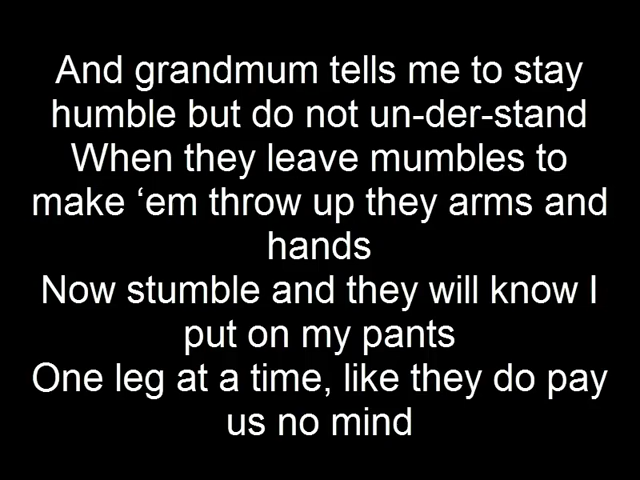 And grandmum tells me to stay
humble but do not un-der-stand
When they leave mumbles to
make ‘em throw up they arms and
hands
Now stumble and they will know I
put on my pants
One leg at a time, like they do pay
us no mind